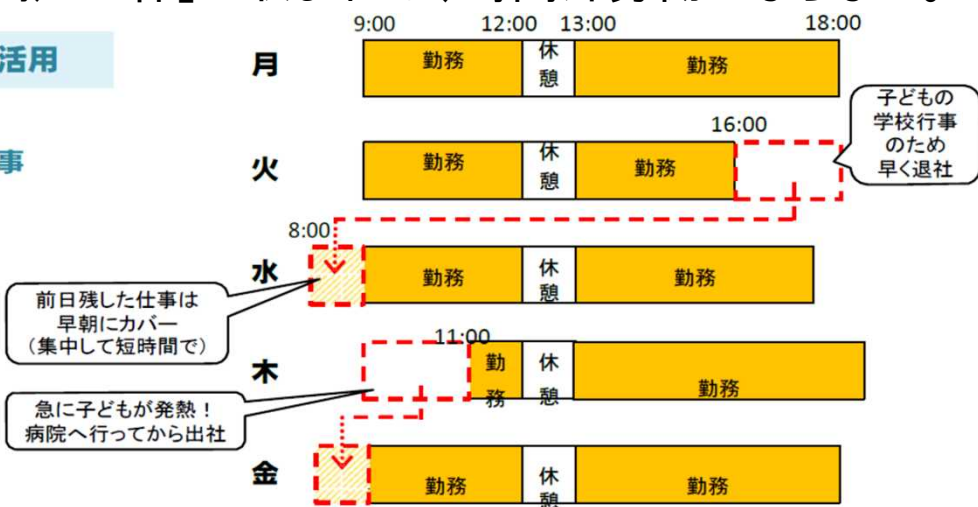 活用
事
9:00 12:00 13:00 18:00
月 勤務 休憩 勤務
子どもの
学校行事
のため
早く退社
16:00
火 勤務 休憩 勤務
8:00
水 勤務 休憩 勤務
前日残した仕事は
早朝にカバー
(集中して短時間で)
11:00
木 勤務 休憩 勤務
急に子どもが発熱!
病院へ行ってから出社
金 勤務 休憩 勤務